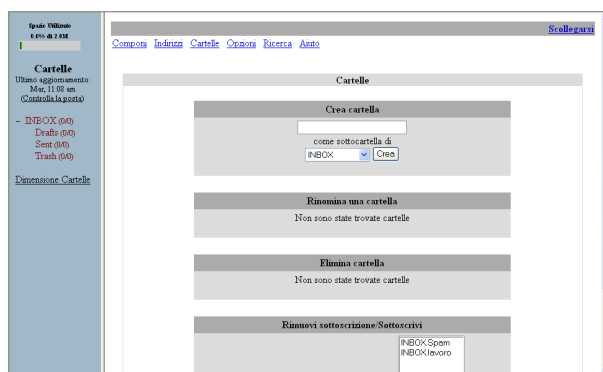 Spazio Utilizzato
0.0% di 2.0M
Cartelle
Ultimo aggiornamento:
Mar, 11:08 am
(Controlla la posta)
– INBOX (0/0)
Drafts (0/0)
Sent (0/0)
Trash (0/0)
Dimensione Cartelle
Scollegarsi
Componi Indirizzi Cartelle Opzioni Ricerca Aiuto
Cartelle
Crea cartella
come sottocartella di
INBOX Crea
Rinomina una cartella
Non sono state trovate cartelle
Elimina cartella
Non sono state trovate cartelle
Rimuovi sottoscrizione/Sottoscrivi
INBOX.Spam
INBOX.lavoro